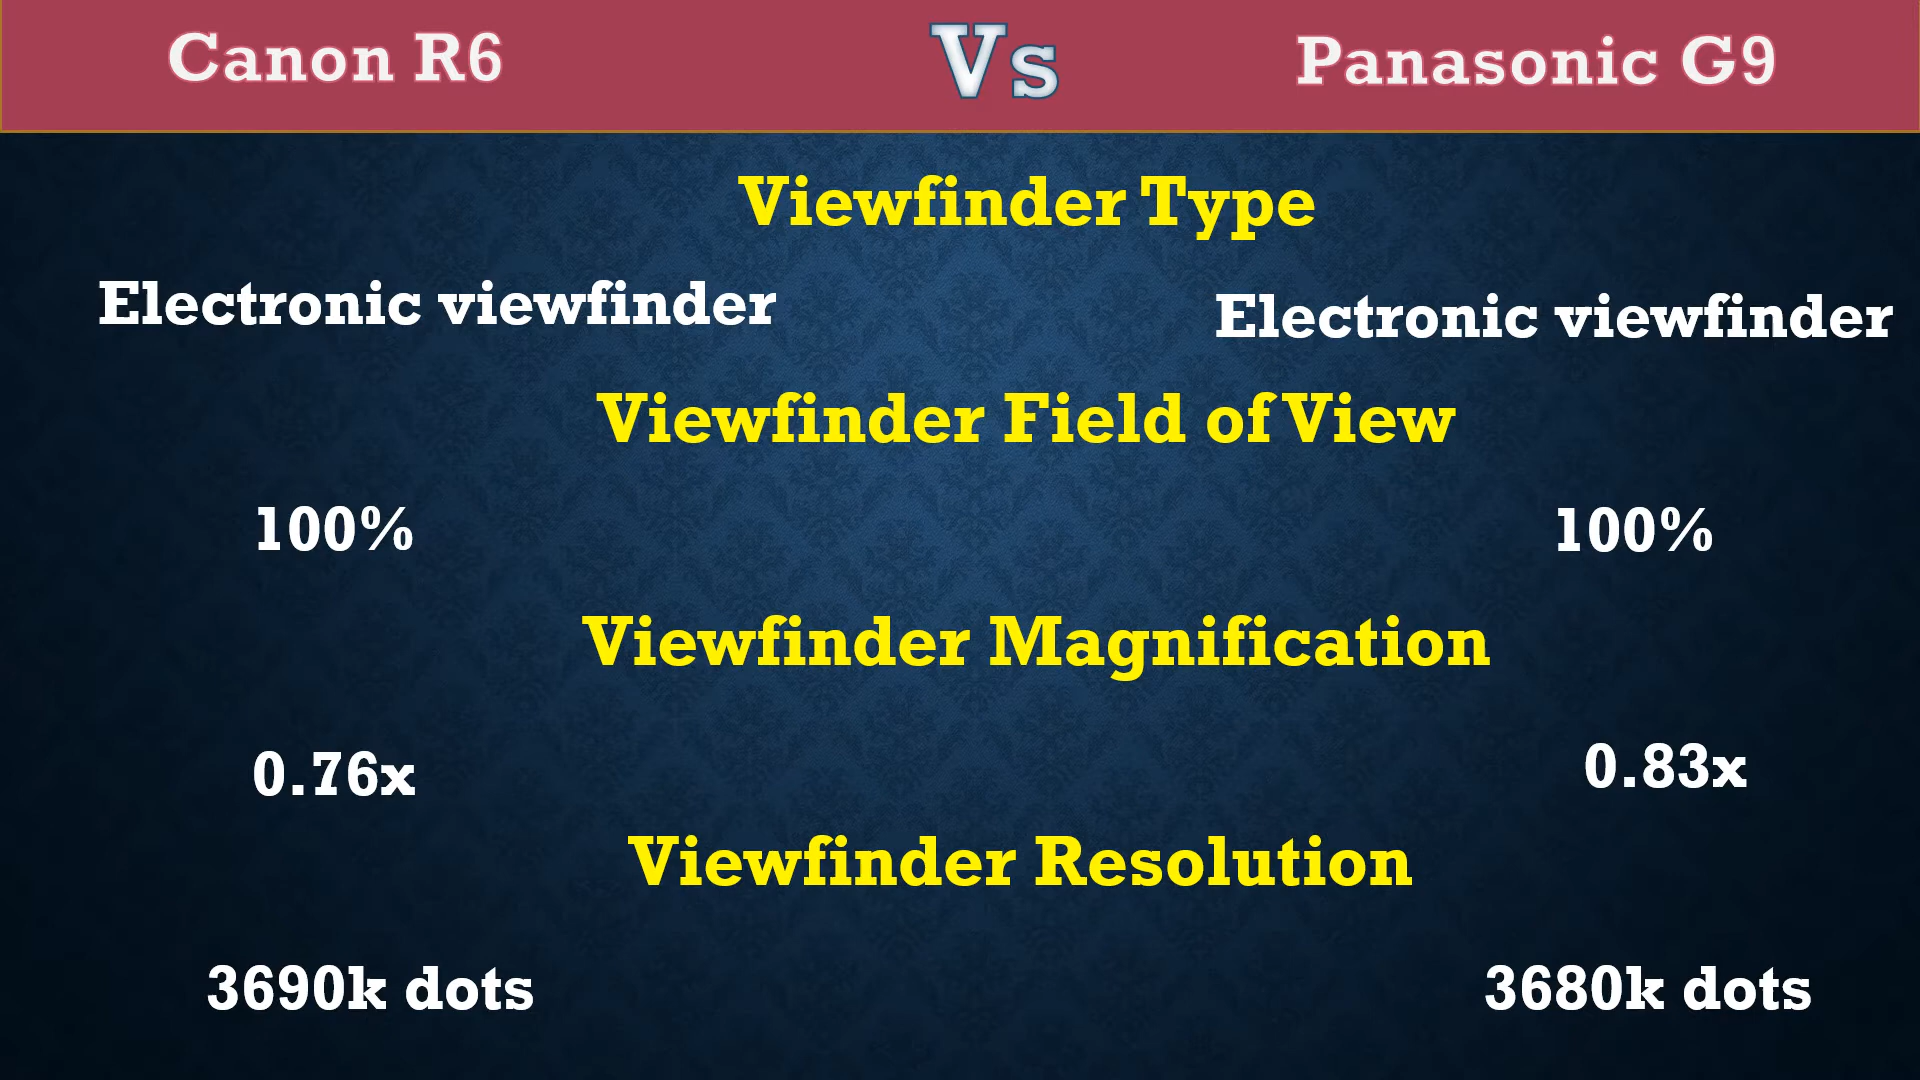 Canon R6 Vs Panasonic G9
Viewfinder Type
Electronic viewfinder Electronic viewfinder
Viewfinder Field of View
100% 100%
Viewfinder Magnification
0.76x 0.83x
Viewfinder Resolution
3690k dots 3680k dots